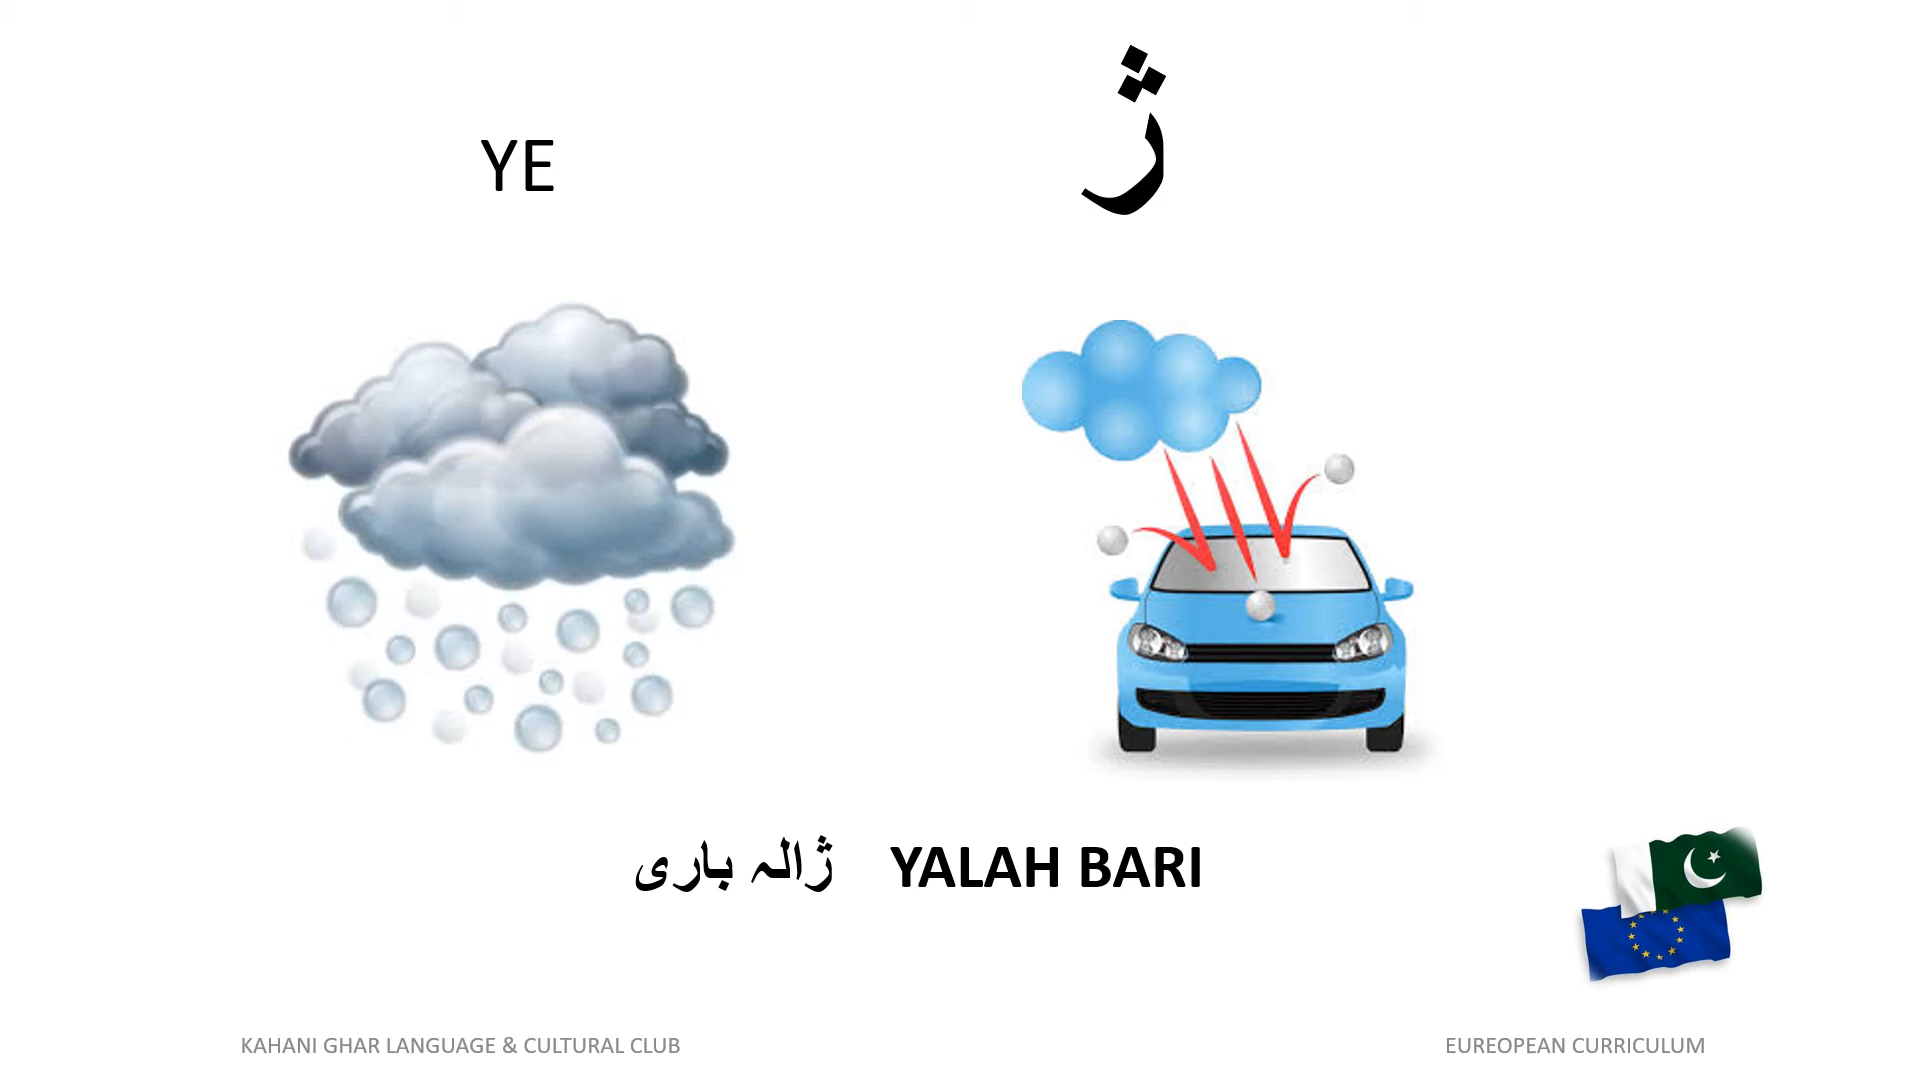 YE
ژ
ژالہ باری YALAH BARI
KAHANI GHAR LANGUAGE & CULTURAL CLUB
EUREOPEAN CURRICULUM